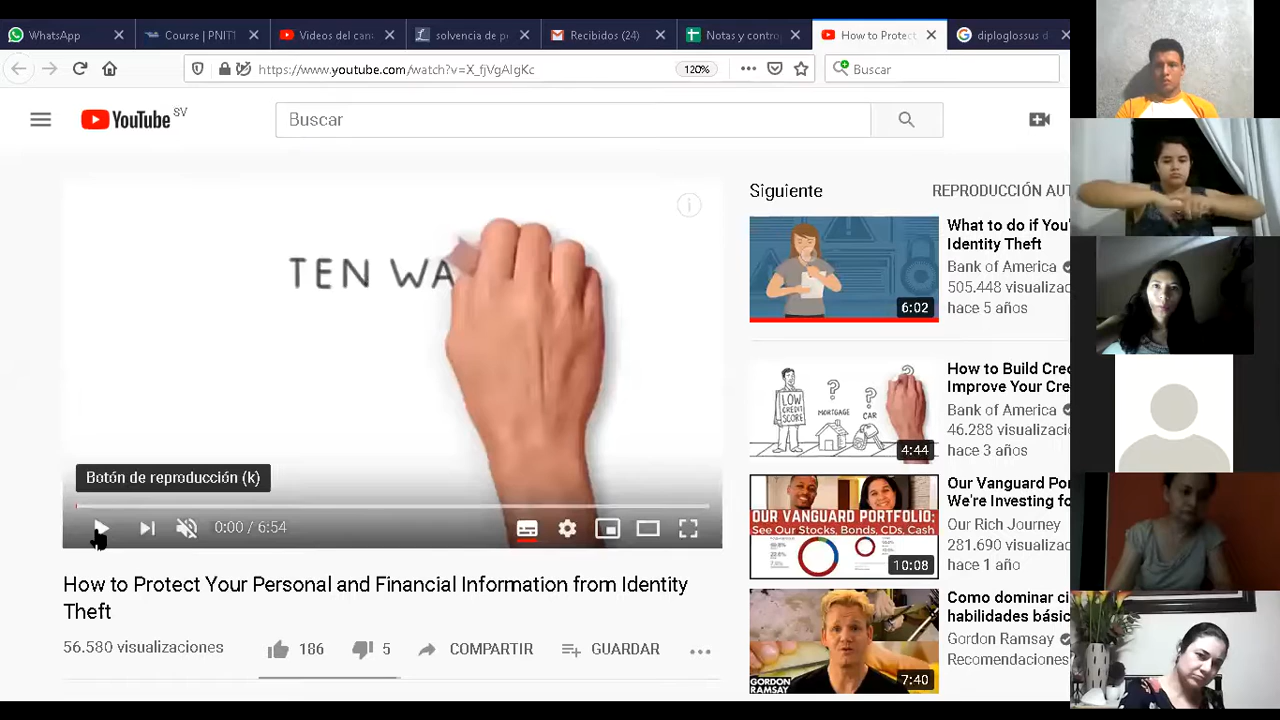 WhatsApp
Course | PNIT
Videos del can
solvencia de p
Recibidos (24)
Notas y contro
How to Protect
diploglossus d
https://www.youtube.com/watch?v=X_fjVgAlgKc
120%
Buscar
YouTube SV
Buscar
TEN WA
Botón de reproducción (k)
0:00 / 6:54
How to Protect Your Personal and Financial Information from Identity
Theft
56.580 visualizaciones
186
5
COMPARTIR
GUARDAR
Siguiente
REPRODUCCIÓN AUT
6:02
What to do if You'
Identity Theft
Bank of America
505.448 visualizac
hace 5 años
LOW
CREDIT
SCORE
MORTGAGE
CAR
4:44
How to Build Cre
Improve Your Cre
Bank of America
46.288 visualizaci
hace 3 años
OUR VANGUARD PORTFOLIO:
See Our Stocks, Bonds, CDs, Cash
10:08
Our Vanguard Por
We're Investing fo
Our Rich Journey
281.690 visualizac
hace 1 año
GORDON
RAMSAY
7:40
Como dominar ci
habilidades básic
Gordon Ramsay
Recomendaciones